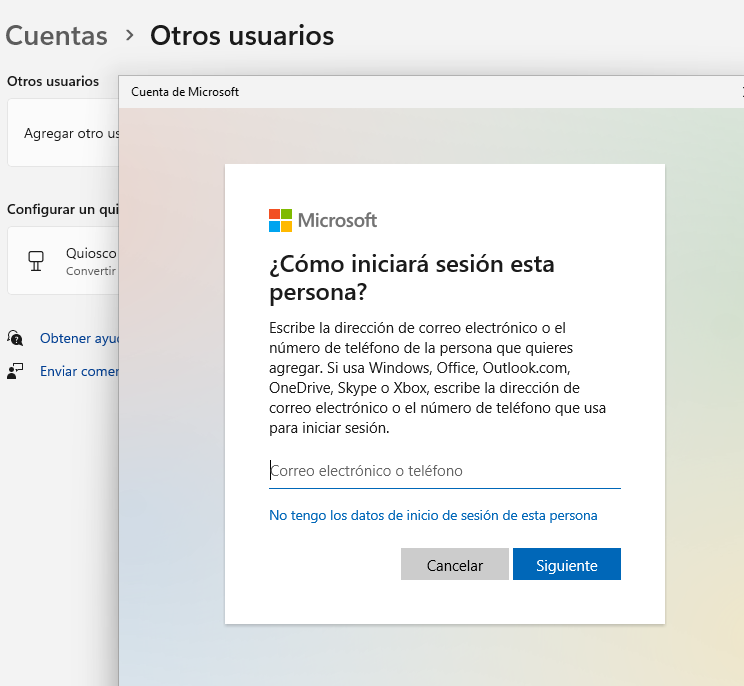 Cuentas > Otros usuarios
Otros usuarios
Cuenta de Microsoft
Agregar otro
Microsoft
Configurar un
¿Cómo iniciará sesión esta
persona?
Quiosco
Convertir
Escribe la dirección de correo electrónico o el
número de teléfono de la persona que quieres
agregar. Si usa Windows, Office, Outlook.com,
OneDrive, Skype o Xbox, escribe la dirección de
correo electrónico o el número de teléfono que usa
para iniciar sesión.
Obtener
Enviar
Correo electrónico o teléfono
No tengo los datos de inicio de sesión de esta persona
Cancelar
Siguiente